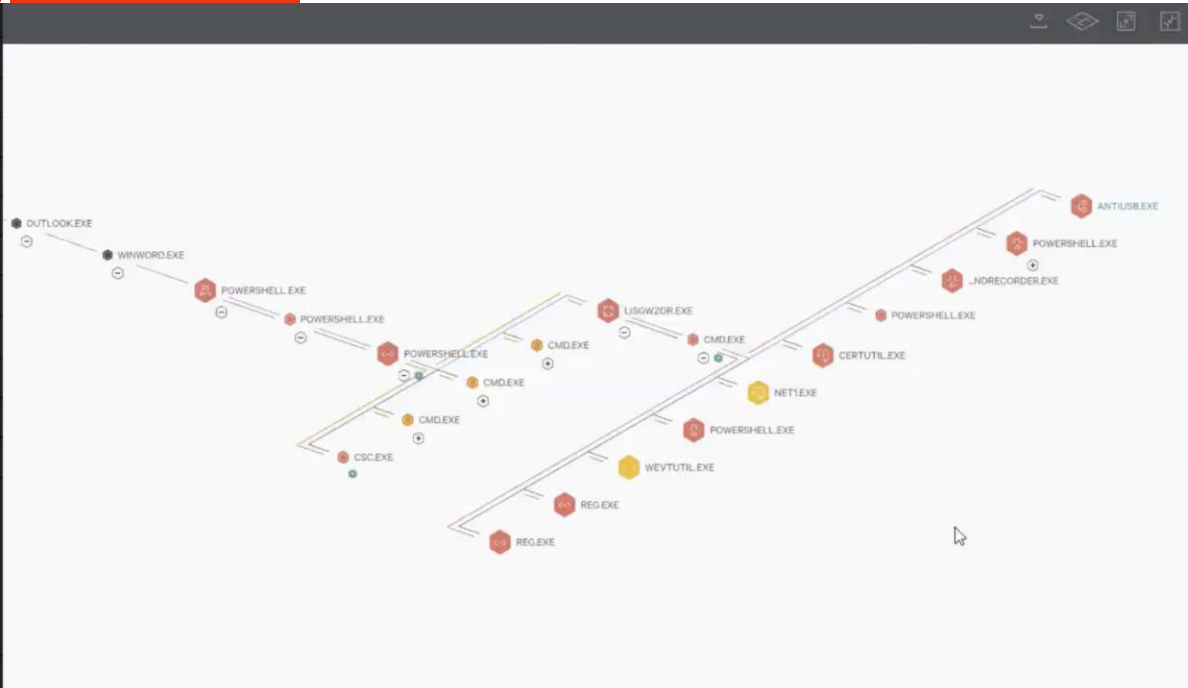 OUTLOOK.EXE
WINWORD.EXE
POWERSHELL.EXE
POWERSHELL.EXE
POWERSHELL.EXE
CSC.EXE
CMD.EXE
CMD.EXE
CMD.EXE
LISGWZOR.EXE
CMD.EXE
REG.EXE
REG.EXE
WEVTUTIL.EXE
POWERSHELL.EXE
NET1.EXE
CERTUTIL.EXE
POWERSHELL.EXE
_NDRECORDER.EXE
POWERSHELL.EXE
ANTIUSB.EXE